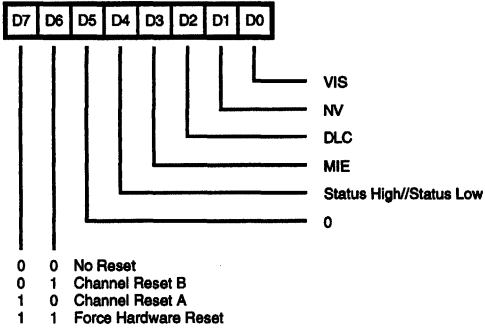 D7 D6 D5 D4 D3 D2 D1 D0
VIS
NV
DLC
MIE
Status High//Status Low
0
0 0 No Reset
0 1 Channel Reset B
1 0 Channel Reset A
1 1 Force Hardware Reset